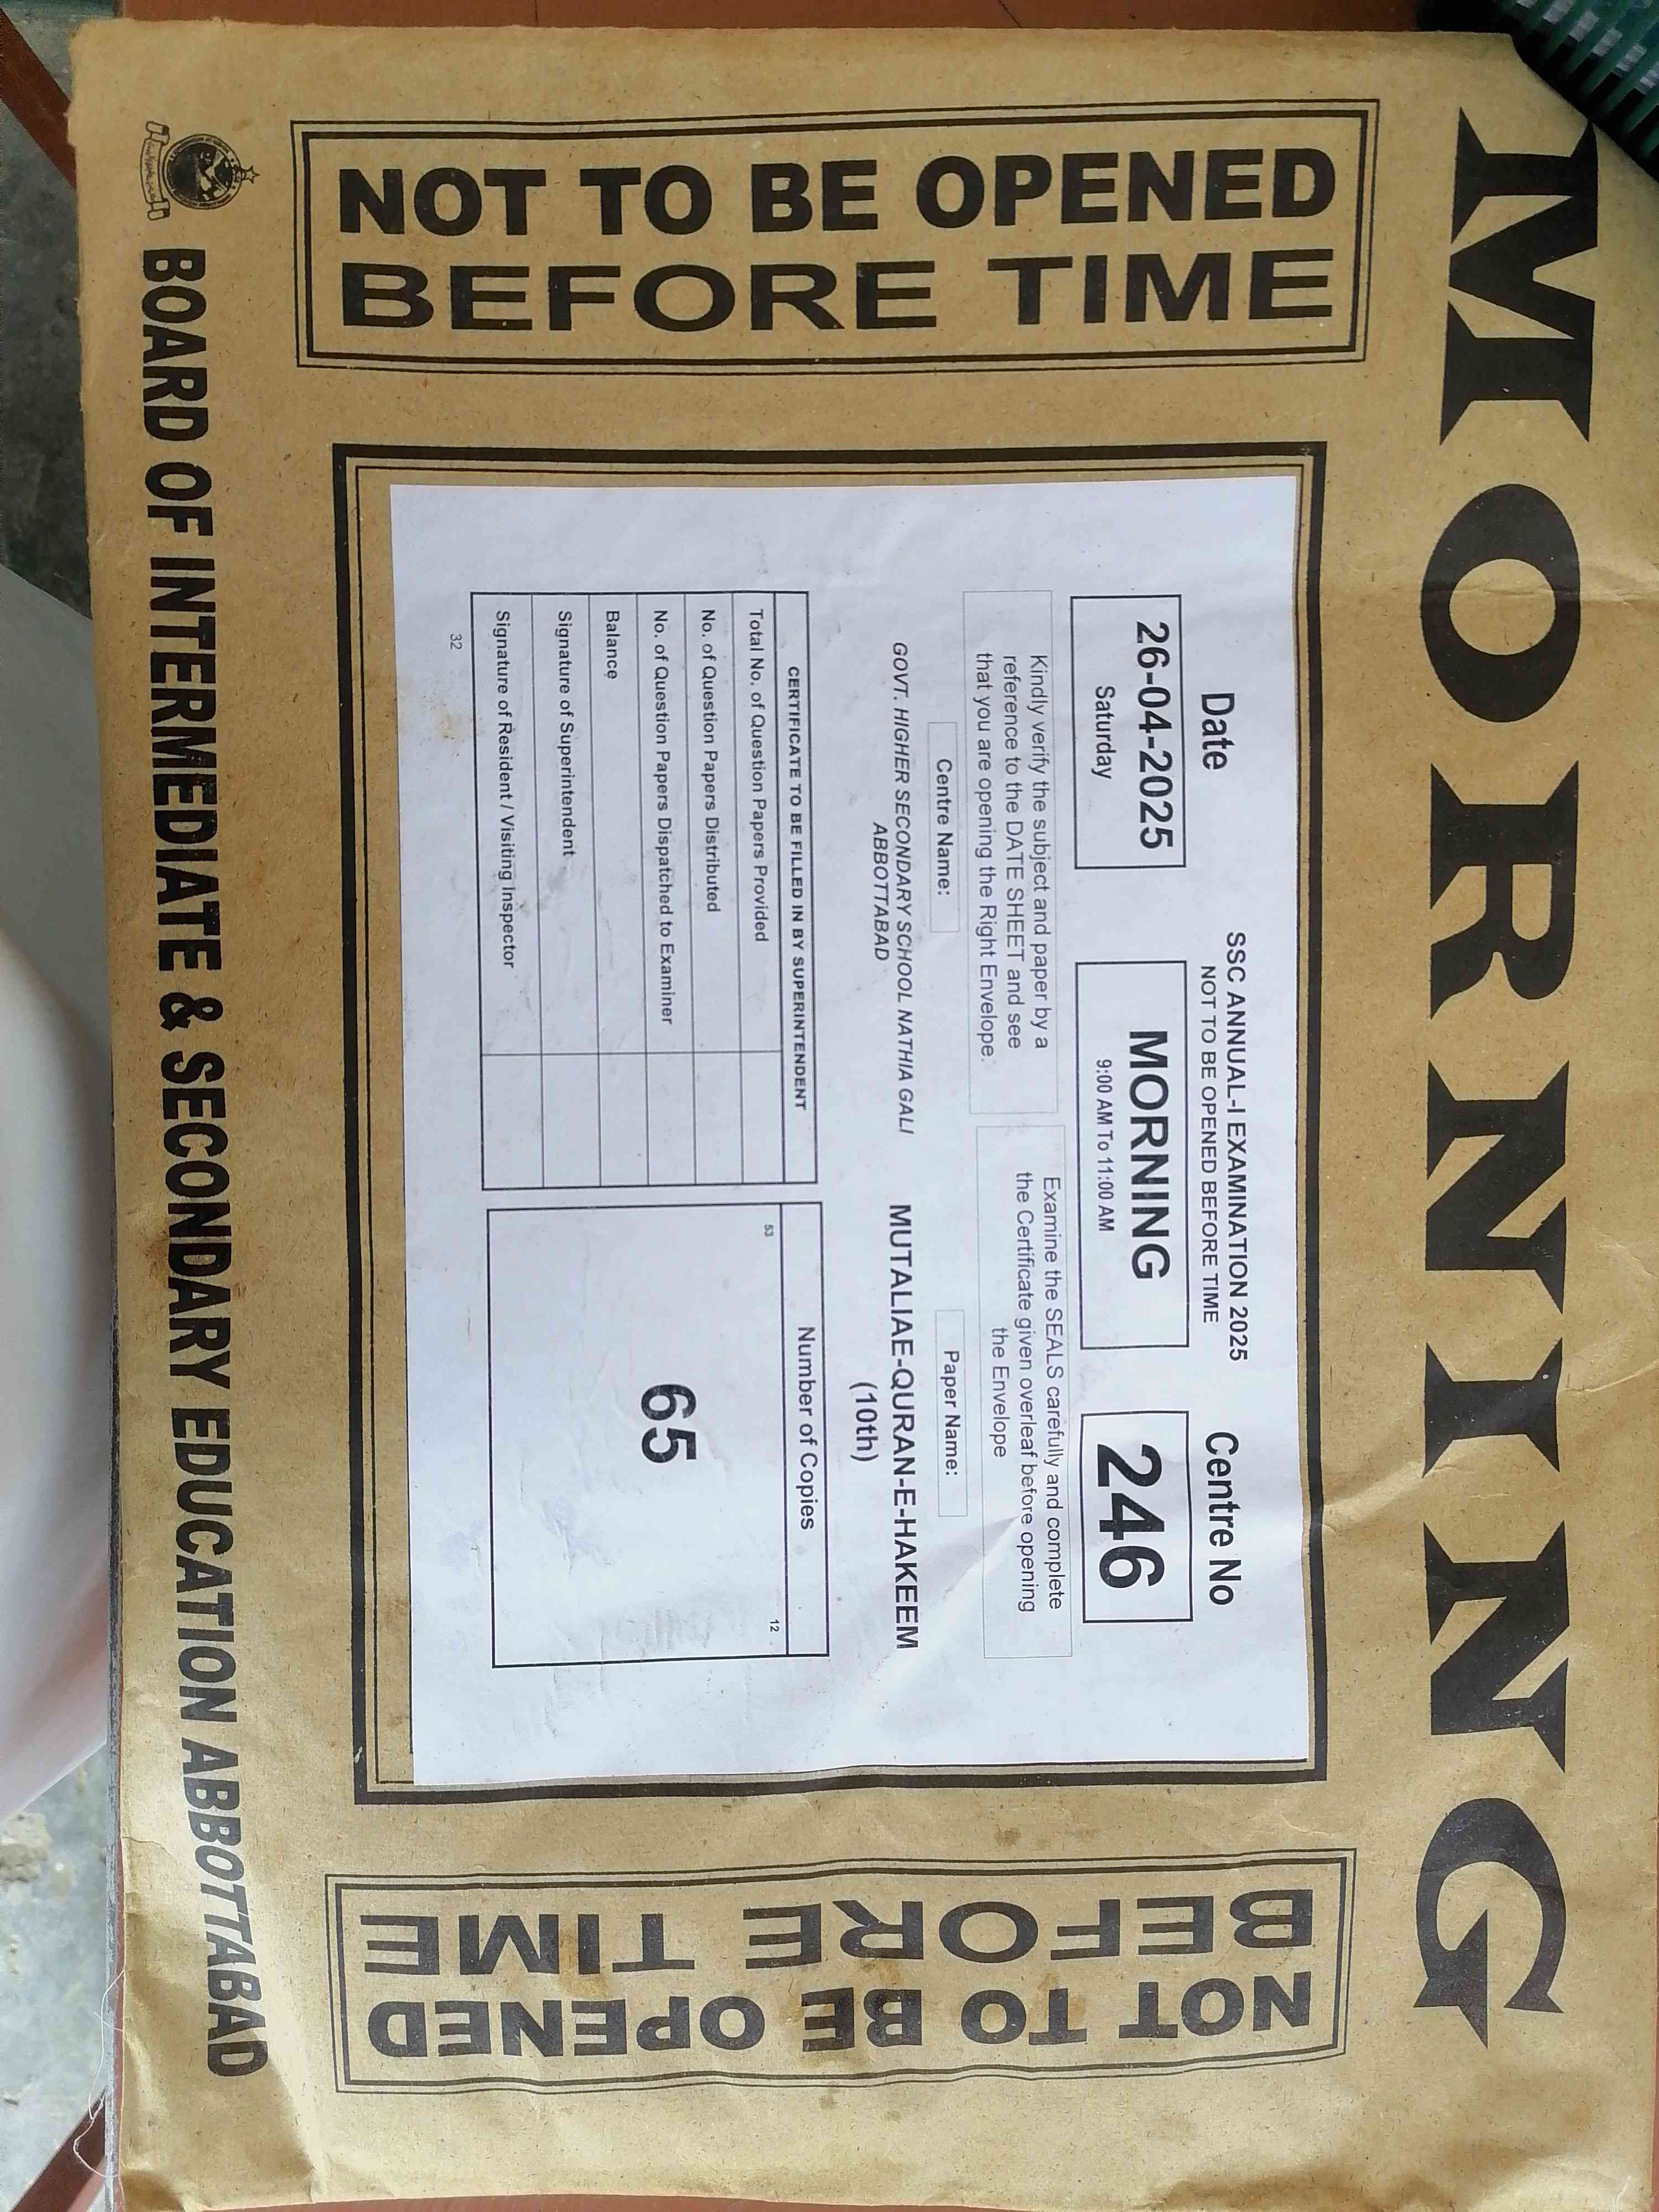 MORNING
NOT TO BE OPENED
BEFORE TIME
Date
SSC ANNUAL-I EXAMINATION 2025
NOT TO BE OPENED BEFORE TIME
Centre No
26-04-2025
Saturday
MORNING
9:00 AM To 11:00 AM
246
Kindly verify the subject and paper by a
reference to the DATE SHEET and see
that you are opening the Right Envelope.
Examine the SEALS carefully and complete
the Certificate given overleaf before opening
the Envelope
Centre Name:
Paper Name:
GOVT. HIGHER SECONDARY SCHOOL NATHIA GALI
ABBOTTABAD
MUTALIAE-QURAN-E-HAKEEM
(10th)
CERTIFICATE TO BE FILLED IN BY SUPERINTENDENT
Total No. of Question Papers Provided
No. of Question Papers Distributed
No. of Question Papers Dispatched to Examiner
Balance
Signature of Superintendent
Signature of Resident / Visiting Inspector
32
Number of Copies
53
12
65
NOT TO BE OPENED
BEFORE TIME
BOARD OF INTERMEDIATE & SECONDARY EDUCATION ABBOTTABAD